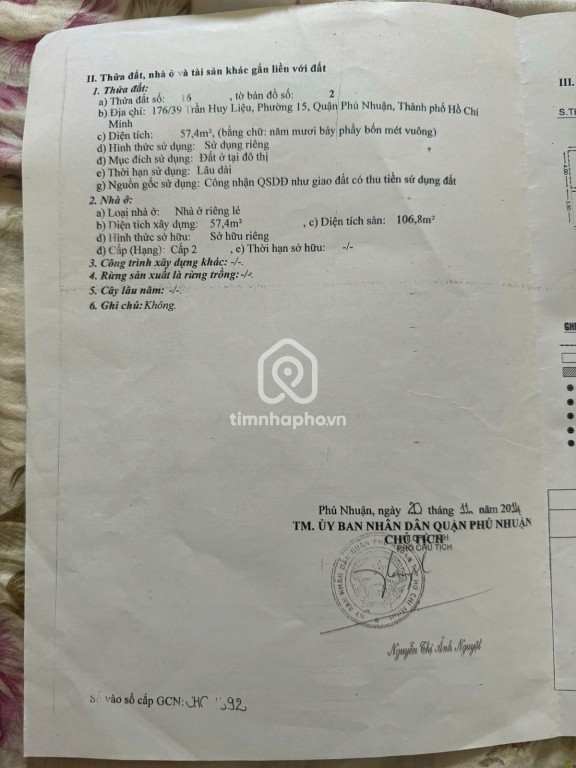 II. Thửa đất, nhà ở và tài sản khác gắn liền với đất
1. Thửa đất:
a) Thửa đất số: 16 , tờ bản đồ số: 2
b) Địa chỉ: 176/39 Trần Huy Liệu, Phường 15, Quận Phú Nhuận, Thành phố Hồ Chí
Minh
c) Diện tích: 57,4m², (bằng chữ: năm mươi bảy phẩy bốn mét vuông)
d) Hình thức sử dụng: Sử dụng riêng
đ) Mục đích sử dụng: Đất ở tại đô thị
e) Thời hạn sử dụng: Lâu dài
g) Nguồn gốc sử dụng: Công nhận QSDĐ như giao đất có thu tiền sử dụng đất
2. Nhà ở:
a) Loại nhà ở: Nhà ở riêng lẻ
b) Diện tích xây dựng: 57,4m² , c) Diện tích sàn: 106,8m²
d) Hình thức sở hữu: Sở hữu riêng
đ) Cấp (Hạng): Cấp 2 , e) Thời hạn sở hữu: -/-
3. Công trình xây dựng khác: -/-.
4. Rừng sản xuất là rừng trồng:-/-.
5. Cây lâu năm: -/-.
6. Ghi chú:Không.
timnhapho.vn
Phú Nhuận, ngày 20 tháng 11 năm 2014
TM. ỦY BAN NHÂN DÂN QUẬN PHÚ NHUẬN
CHỦ TỊCH
PHÓ CHỦ TỊCH
Nguyễn Thị Ánh Nguyệt
Số vào sổ cấp GCN:
III.